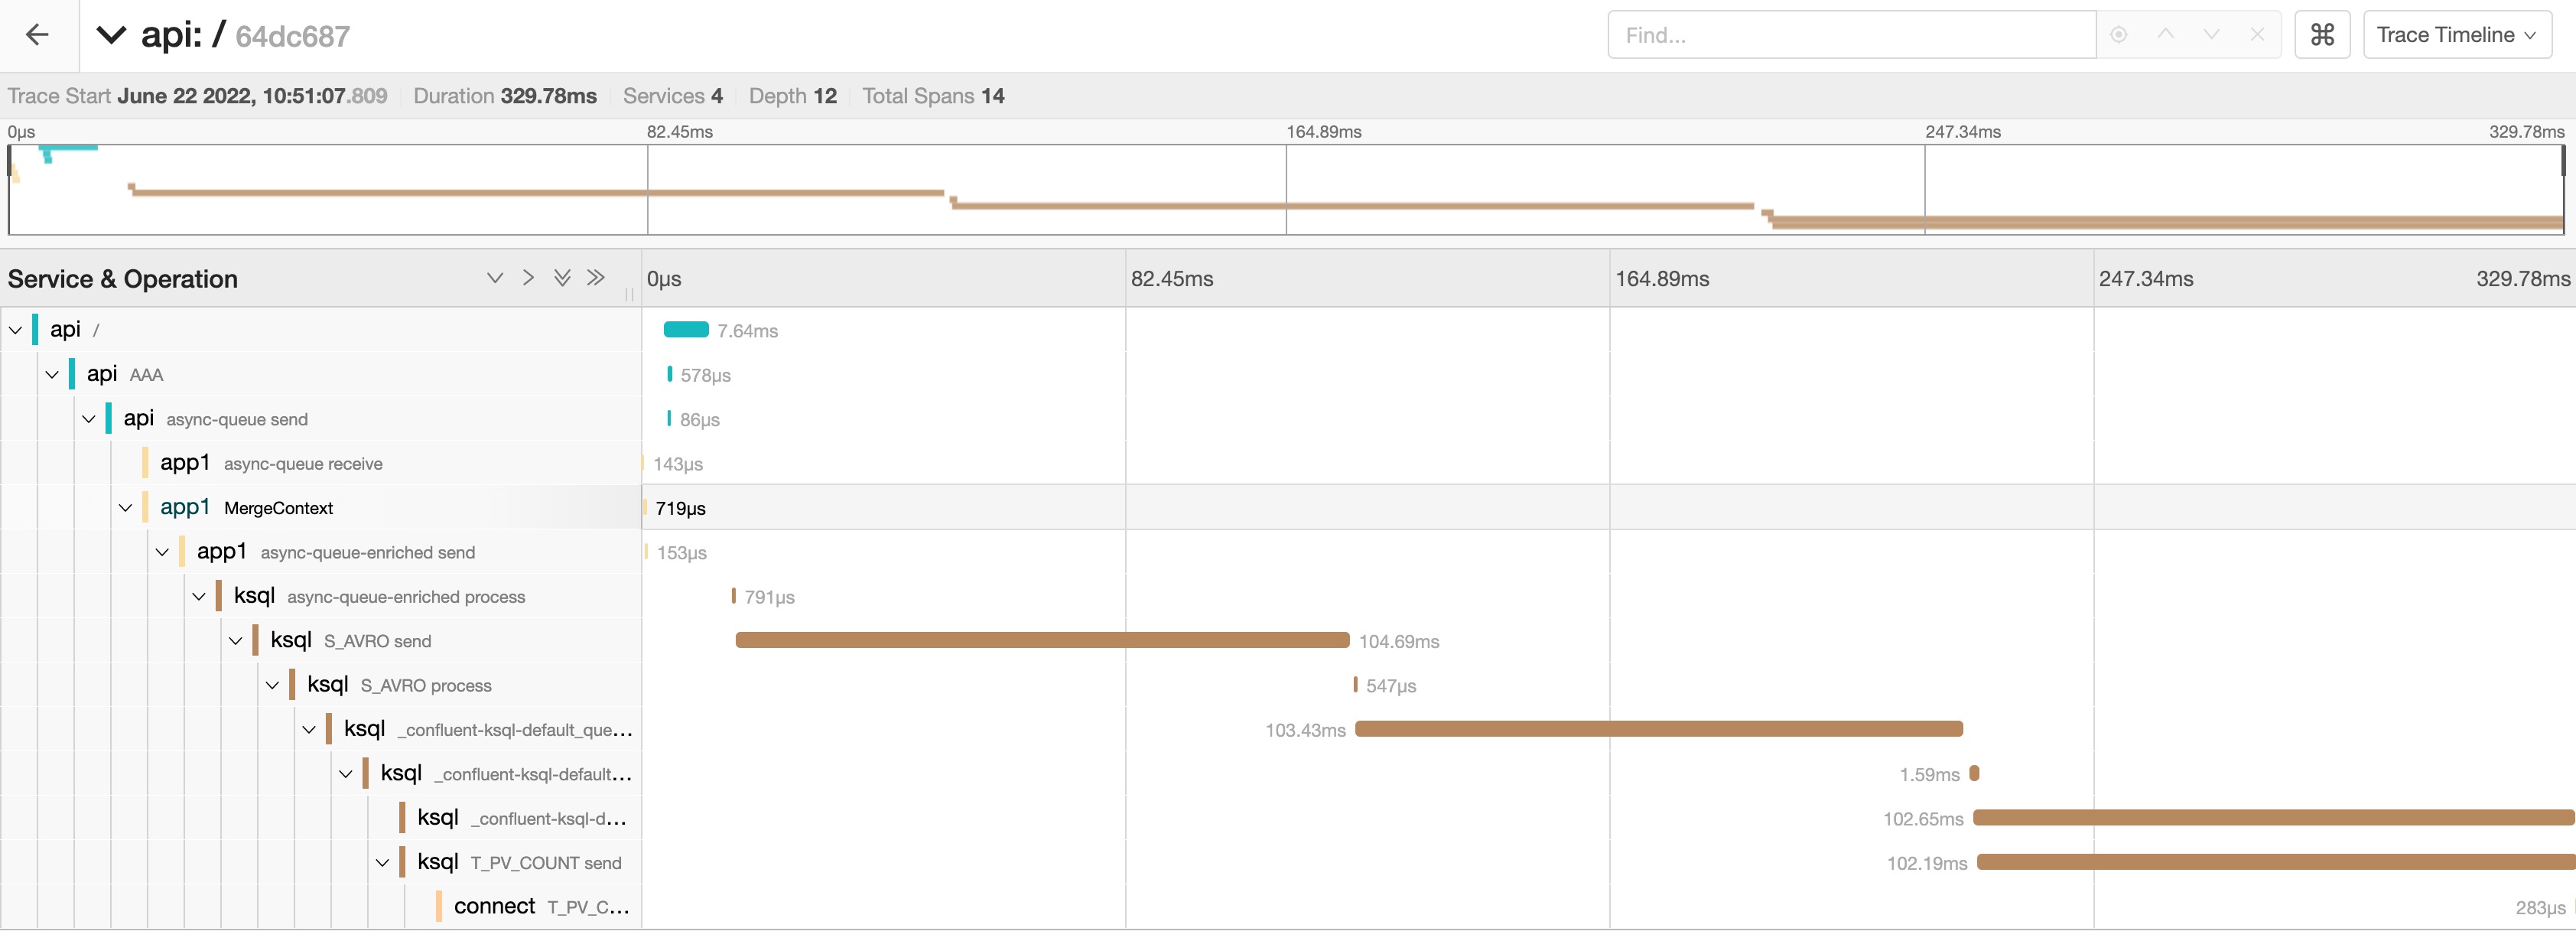 api: / 64dc687
Find...
⌘
Trace Timeline
Trace Start June 22 2022, 10:51:07.809 Duration 329.78ms Services 4 Depth 12 Total Spans 14
0μs 82.45ms 164.89ms 247.34ms 329.78ms
Service & Operation 0μs 82.45ms 164.89ms 247.34ms 329.78ms
api / 7.64ms
api AAA 578μs
api async-queue send 86μs
app1 async-queue receive 143μs
app1 MergeContext 719μs
app1 async-queue-enriched send 153μs
ksql async-queue-enriched process 791μs
ksql S_AVRO send 104.69ms
ksql S_AVRO process 547μs
ksql _confluent-ksql-default_que... 103.43ms
ksql _confluent-ksql-default... 1.59ms
ksql _confluent-ksql-d... 102.65ms
ksql T_PV_COUNT send 102.19ms
connect T_PV_C... 283μs